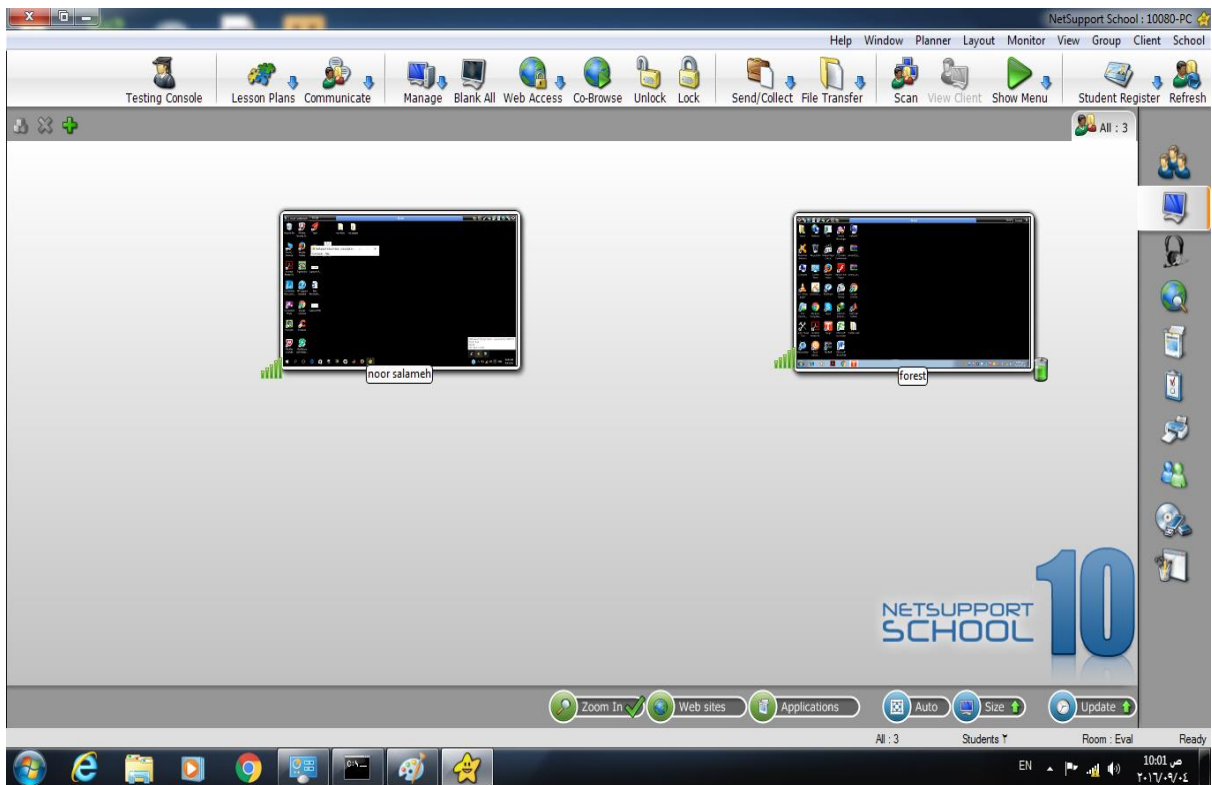 NetSupport School : 10080-PC
Help Window Planner Layout Monitor View Group Client School
Testing Console Lesson Plans Communicate Manage Blank All Web Access Co-Browse Unlock Lock Send/Collect File Transfer Scan View Client Show Menu Student Register Refresh
All : 3
noor salameh
forest
10
NETSUPPORT
SCHOOL
Zoom In Web sites Applications Auto Size Update
All : 3 Students ٢ Room : Eval Ready
EN 10:01 ص
٢٠١٦/٠٩/٠٤